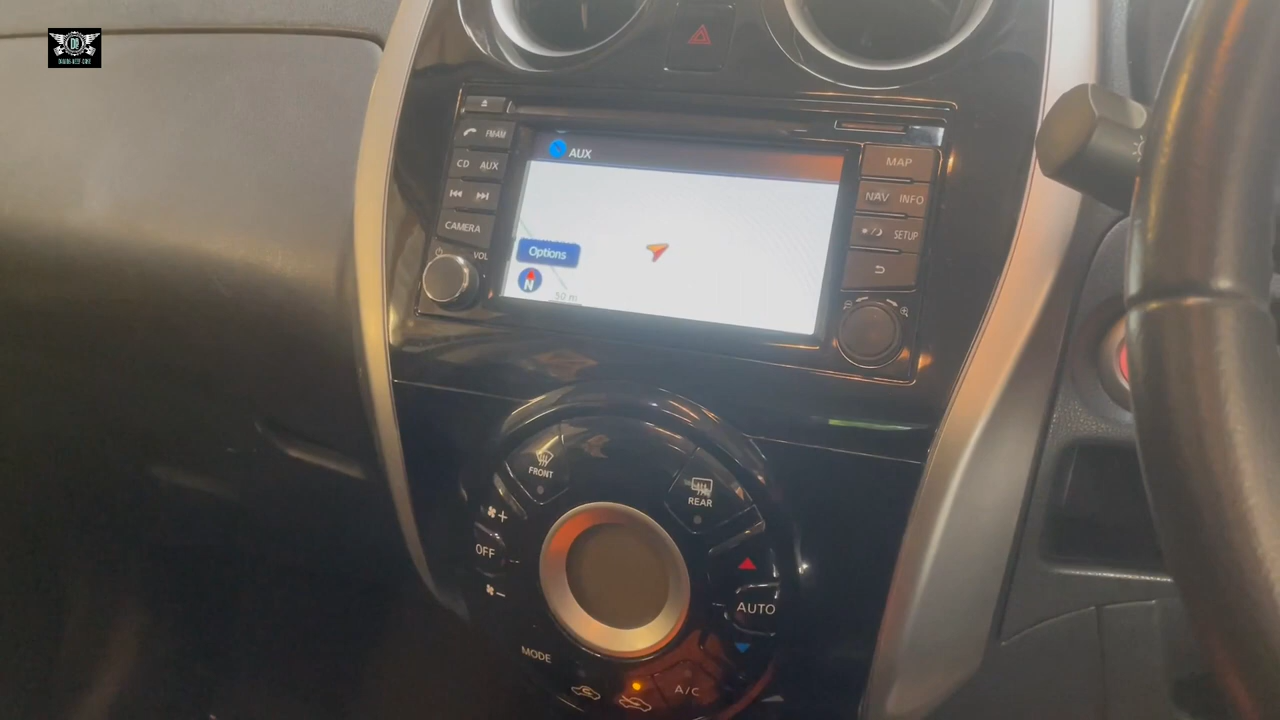 FM·AM
CD AUX
CAMERA
VOL
AUX
Options
N
50 m
MAP
NAV INFO
SETUP
FRONT
REAR
OFF
AUTO
MODE
A/C